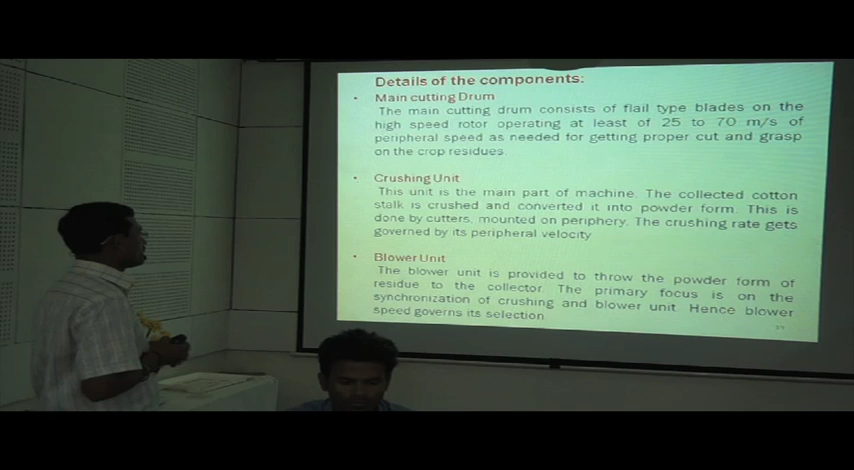 Details of the components:
• Main cutting Drum
The main cutting drum consists of flail type blades on the
high speed rotor operating at least of 25 to 70 m/s of
peripheral speed as needed for getting proper cut and grasp
on the crop residues.
• Crushing Unit
This unit is the main part of machine. The collected cotton
stalk is crushed and converted it into powder form. This is
done by cutters, mounted on periphery. The crushing rate gets
governed by its peripheral velocity
• Blower Unit
The blower unit is provided to throw the powder form of
residue to the collector. The primary focus is on the
synchronization of crushing and blower unit. Hence blower
speed governs its selection.